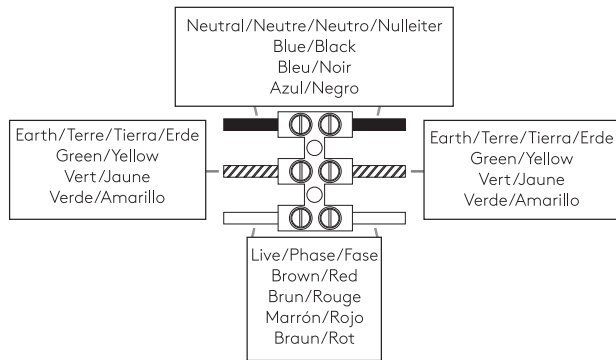 Neutral/Neutre/Neutro/Nulleiter
Blue/Black
Bleu/Noir
Azul/Negro
Earth/Terre/Tierra/Erde
Green/Yellow
Vert/Jaune
Verde/Amarillo
Earth/Terre/Tierra/Erde
Green/Yellow
Vert/Jaune
Verde/Amarillo
Live/Phase/Fase
Brown/Red
Brun/Rouge
Marrón/Rojo
Braun/Rot